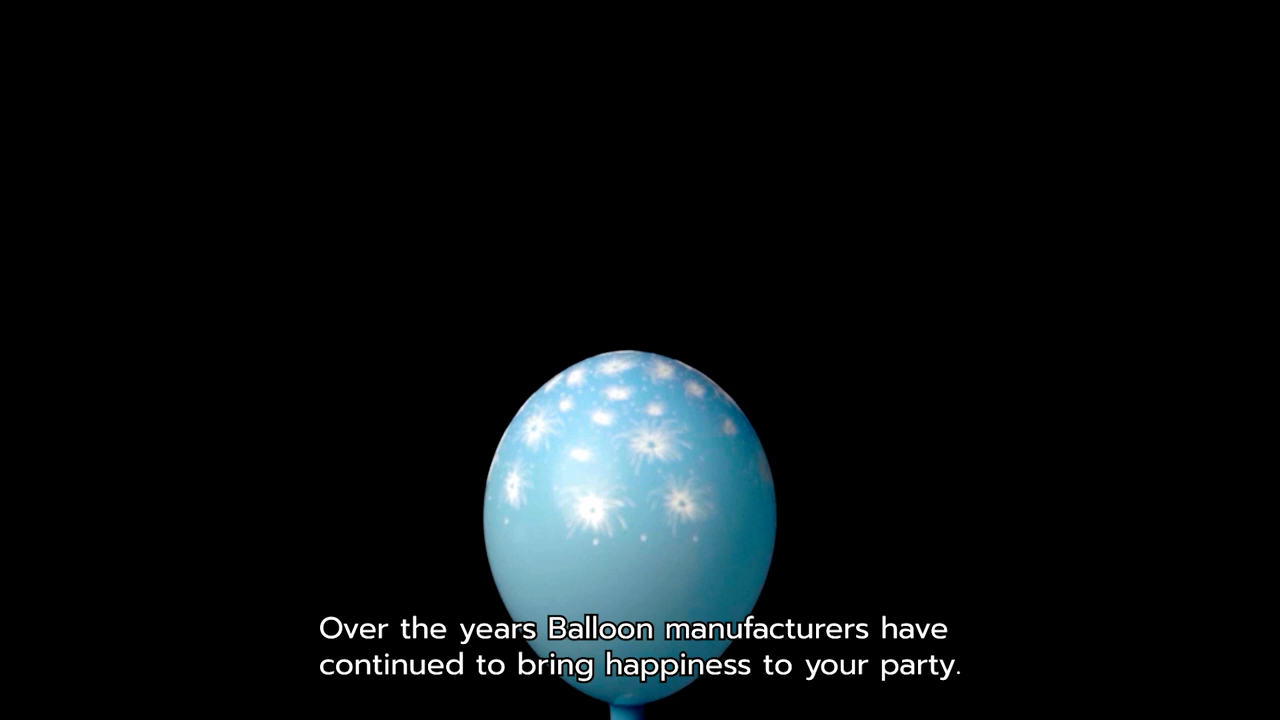 Over the years Balloon manufacturers have
continued to bring happiness to your party.